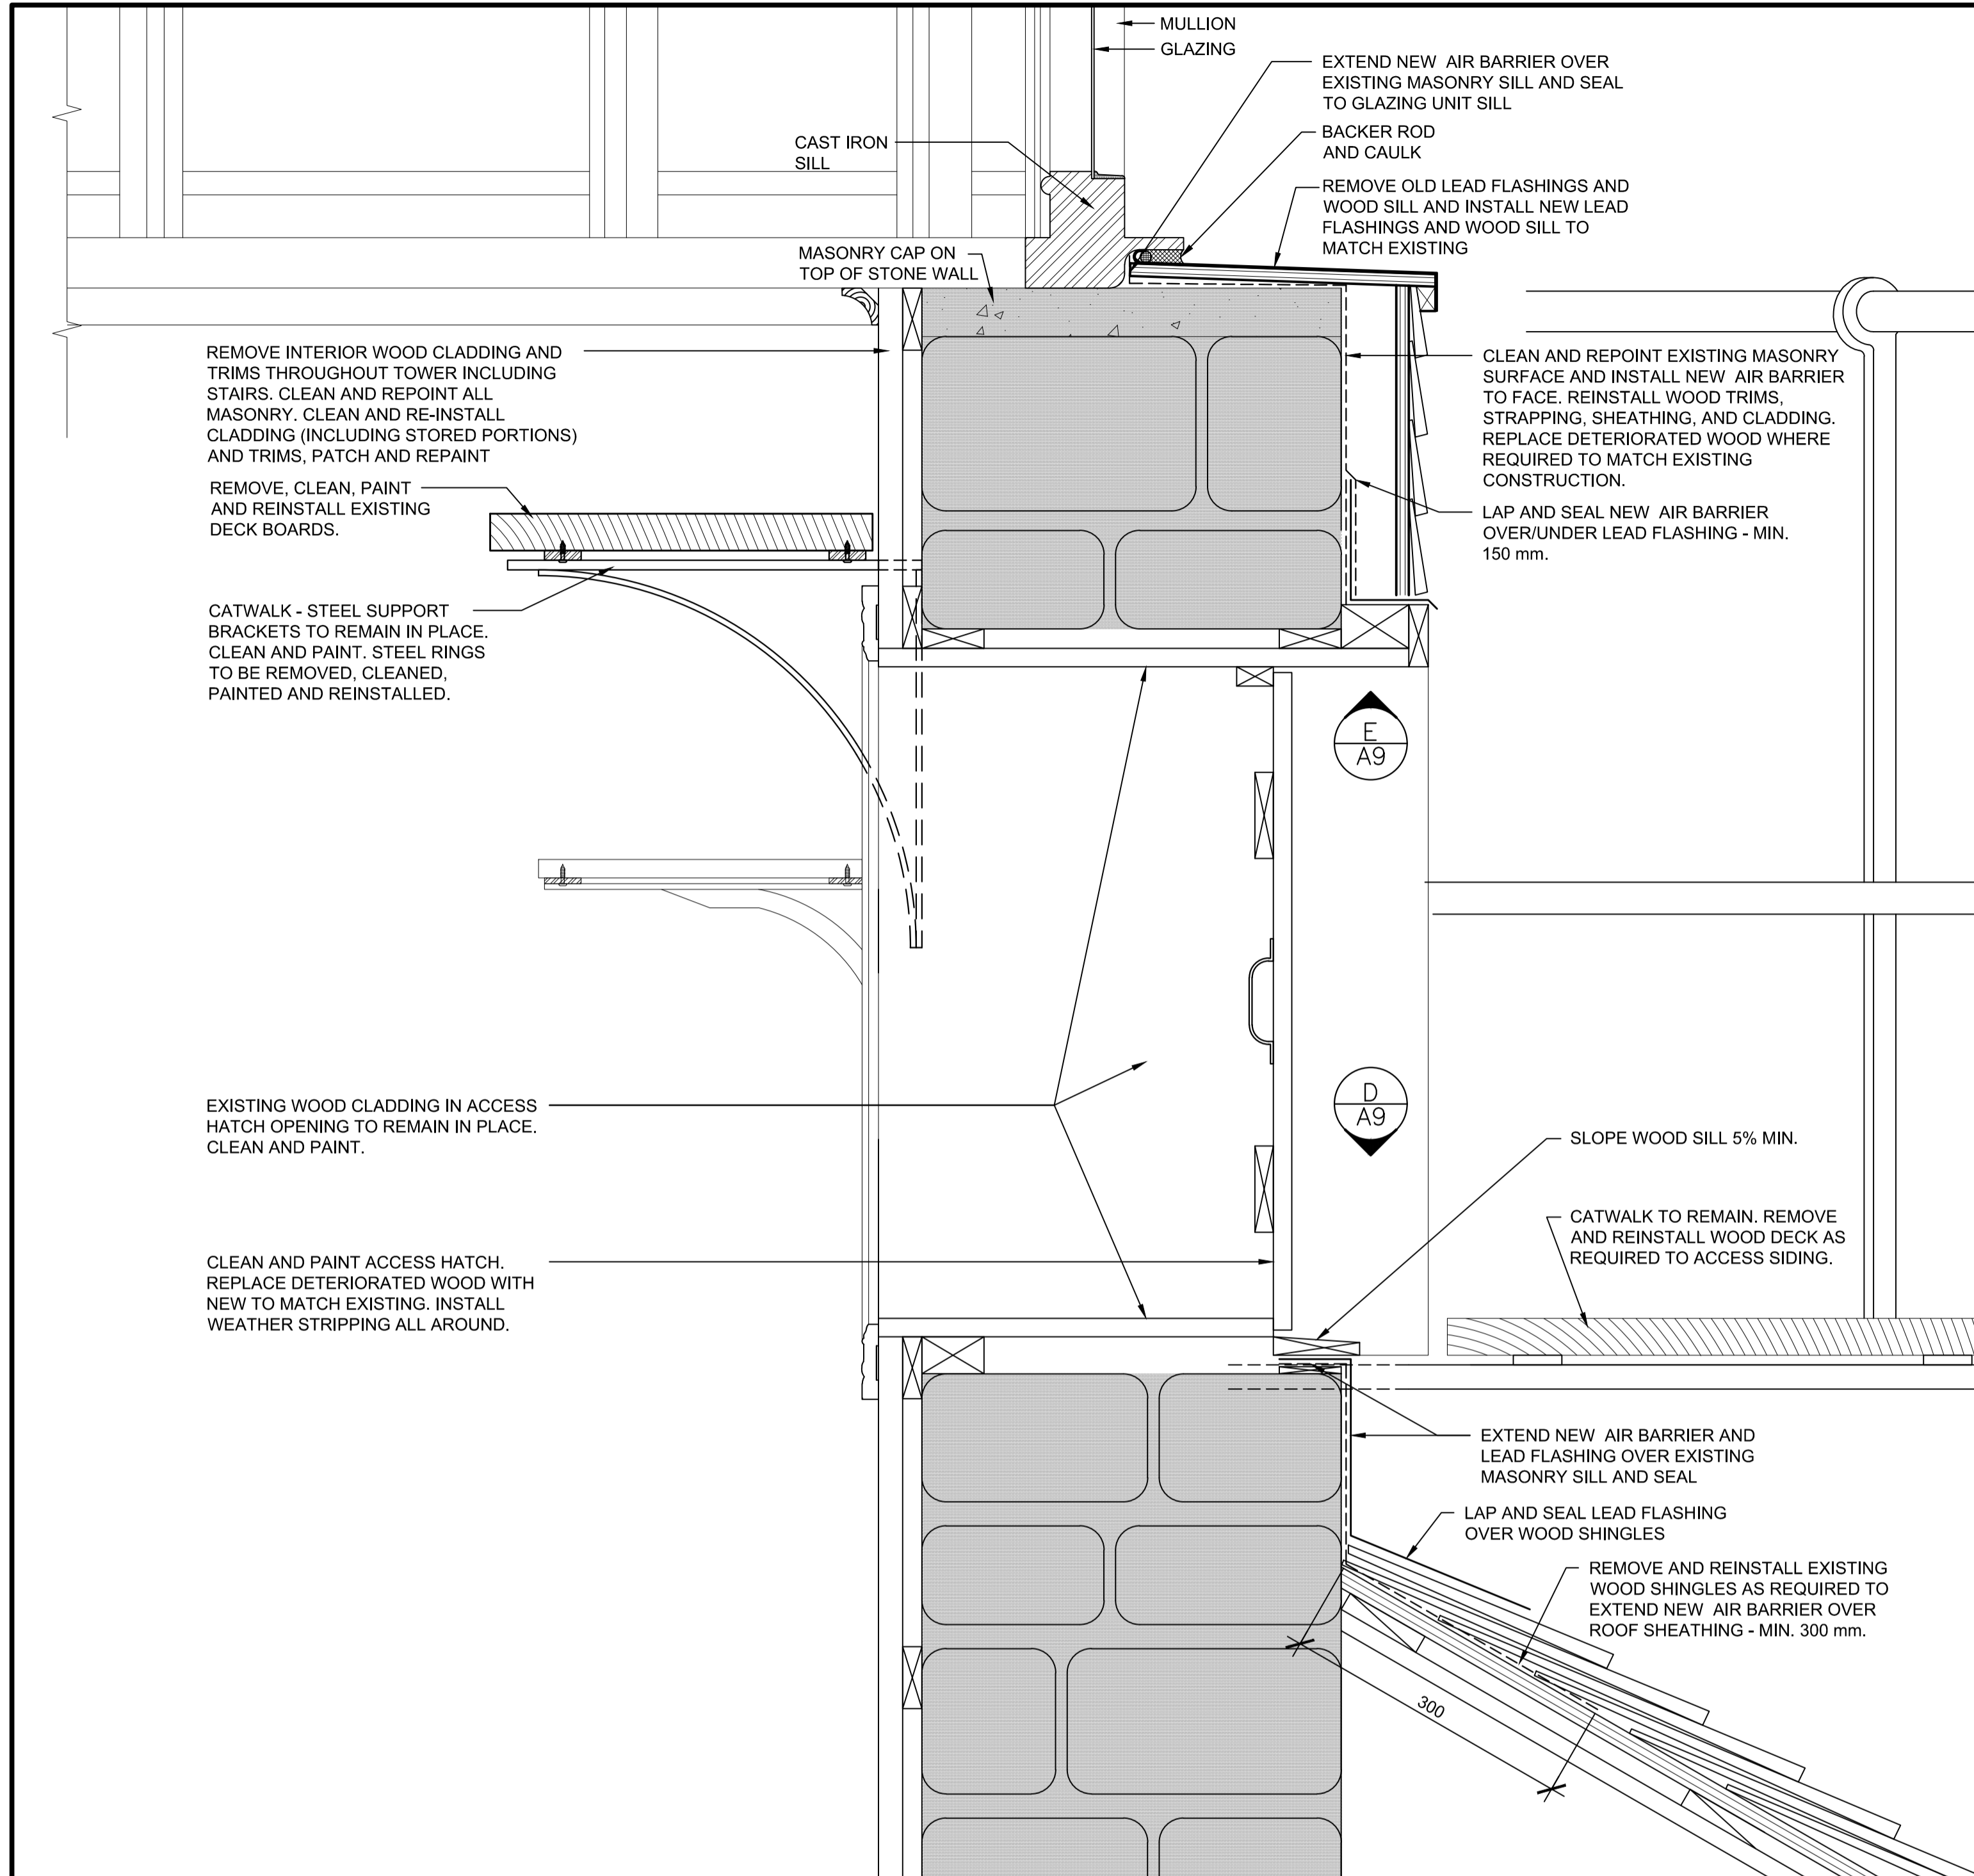 MULLION
GLAZING
EXTEND NEW AIR BARRIER OVER
EXISTING MASONRY SILL AND SEAL
TO GLAZING UNIT SILL
CAST IRON
SILL
BACKER ROD
AND CAULK
REMOVE OLD LEAD FLASHINGS AND
WOOD SILL AND INSTALL NEW LEAD
FLASHINGS AND WOOD SILL TO
MATCH EXISTING
MASONRY CAP ON
TOP OF STONE WALL
REMOVE INTERIOR WOOD CLADDING AND
TRIMS THROUGHOUT TOWER INCLUDING
STAIRS. CLEAN AND REPOINT ALL
MASONRY. CLEAN AND RE-INSTALL
CLADDING (INCLUDING STORED PORTIONS)
AND TRIMS, PATCH AND REPAINT
CLEAN AND REPOINT EXISTING MASONRY
SURFACE AND INSTALL NEW AIR BARRIER
TO FACE. REINSTALL WOOD TRIMS,
STRAPPING, SHEATHING, AND CLADDING.
REPLACE DETERIORATED WOOD WHERE
REQUIRED TO MATCH EXISTING
CONSTRUCTION.
REMOVE, CLEAN, PAINT
AND REINSTALL EXISTING
DECK BOARDS.
LAP AND SEAL NEW AIR BARRIER
OVER/UNDER LEAD FLASHING - MIN.
150 mm.
CATWALK - STEEL SUPPORT
BRACKETS TO REMAIN IN PLACE.
CLEAN AND PAINT. STEEL RINGS
TO BE REMOVED, CLEANED,
PAINTED AND REINSTALLED.
E
A9
D
A9
EXISTING WOOD CLADDING IN ACCESS
HATCH OPENING TO REMAIN IN PLACE.
CLEAN AND PAINT.
SLOPE WOOD SILL 5% MIN.
CATWALK TO REMAIN. REMOVE
AND REINSTALL WOOD DECK AS
REQUIRED TO ACCESS SIDING.
CLEAN AND PAINT ACCESS HATCH.
REPLACE DETERIORATED WOOD WITH
NEW TO MATCH EXISTING. INSTALL
WEATHER STRIPPING ALL AROUND.
EXTEND NEW AIR BARRIER AND
LEAD FLASHING OVER EXISTING
MASONRY SILL AND SEAL
LAP AND SEAL LEAD FLASHING
OVER WOOD SHINGLES
REMOVE AND REINSTALL EXISTING
WOOD SHINGLES AS REQUIRED TO
EXTEND NEW AIR BARRIER OVER
ROOF SHEATHING - MIN. 300 mm.
300